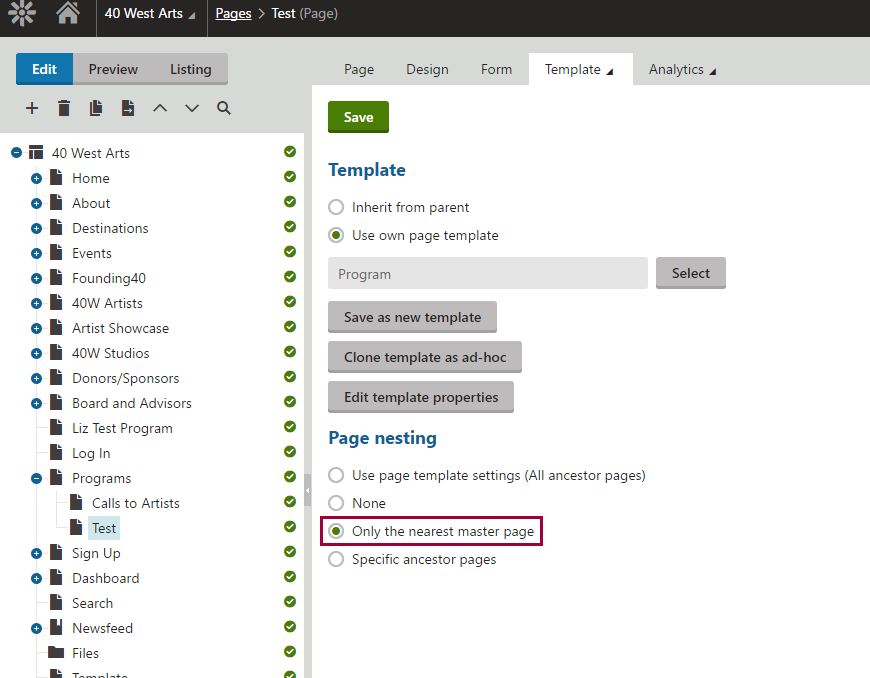 40 West Arts Pages > Test (Page)
Edit Preview Listing
Page Design Form Template Analytics
40 West Arts
Home
About
Destinations
Events
Founding40
40W Artists
Artist Showcase
40W Studios
Donors/Sponsors
Board and Advisors
Liz Test Program
Log In
Programs
Calls to Artists
Test
Sign Up
Dashboard
Search
Newsfeed
Files
Template
Save
Template
Inherit from parent
Use own page template
Program Select
Save as new template
Clone template as ad-hoc
Edit template properties
Page nesting
Use page template settings (All ancestor pages)
None
Only the nearest master page
Specific ancestor pages